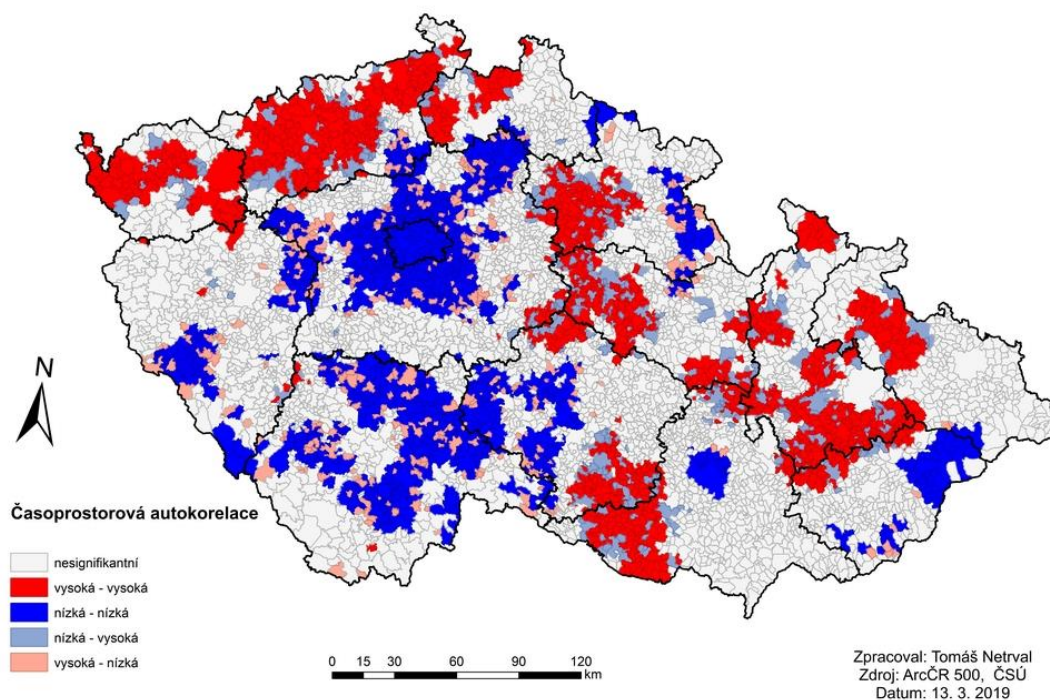 N
Časoprostorová autokorelace
nesignifikantní
vysoká - vysoká
nízká - nízká
nízká - vysoká
vysoká - nízká
0 15 30 60 90 120
km
Zpracoval: Tomáš Netrval
Zdroj: ArcČR 500, ČSÚ
Datum: 13. 3. 2019